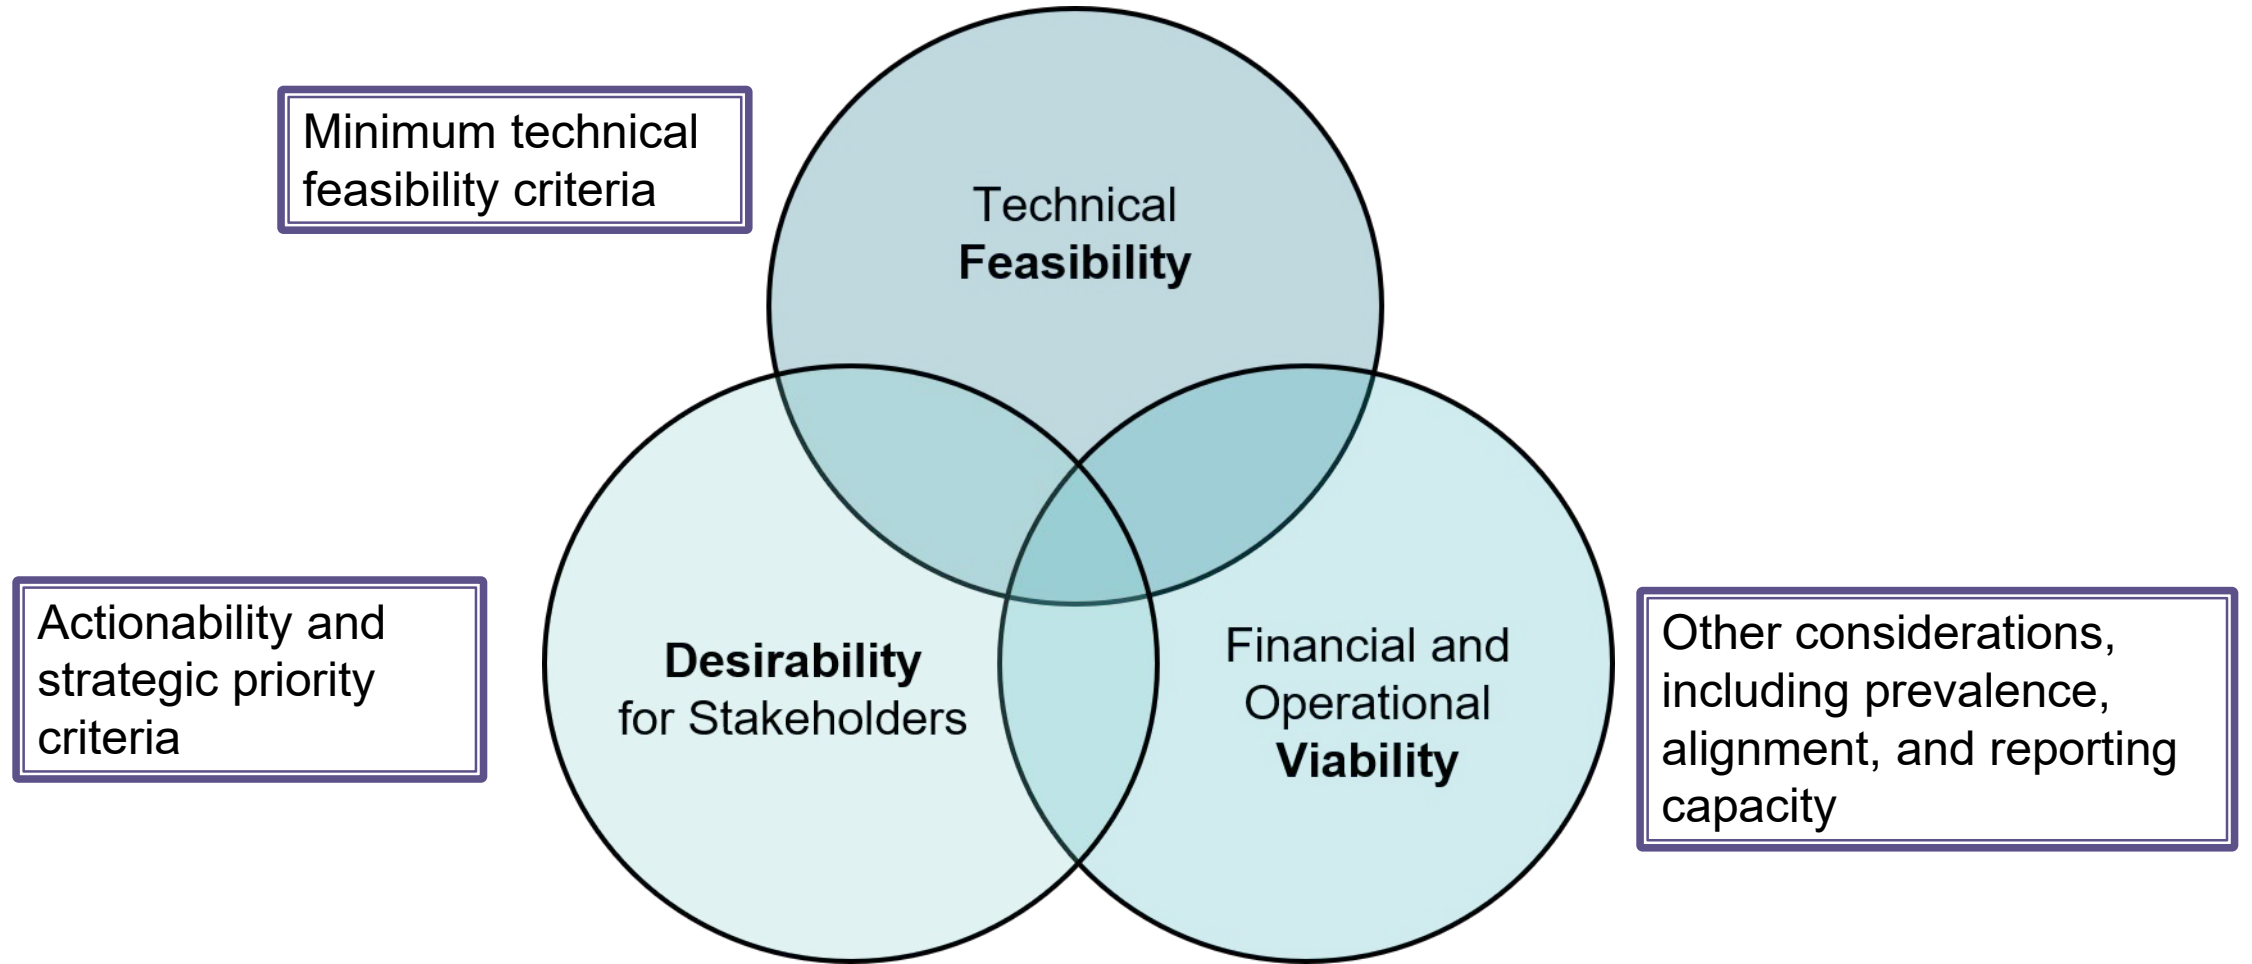 Minimum technical
feasibility criteria
Technical
Feasibility
Actionability and
strategic priority
criteria
Desirability
for Stakeholders
Financial and
Operational
Viability
Other considerations,
including prevalence,
alignment, and reporting
capacity